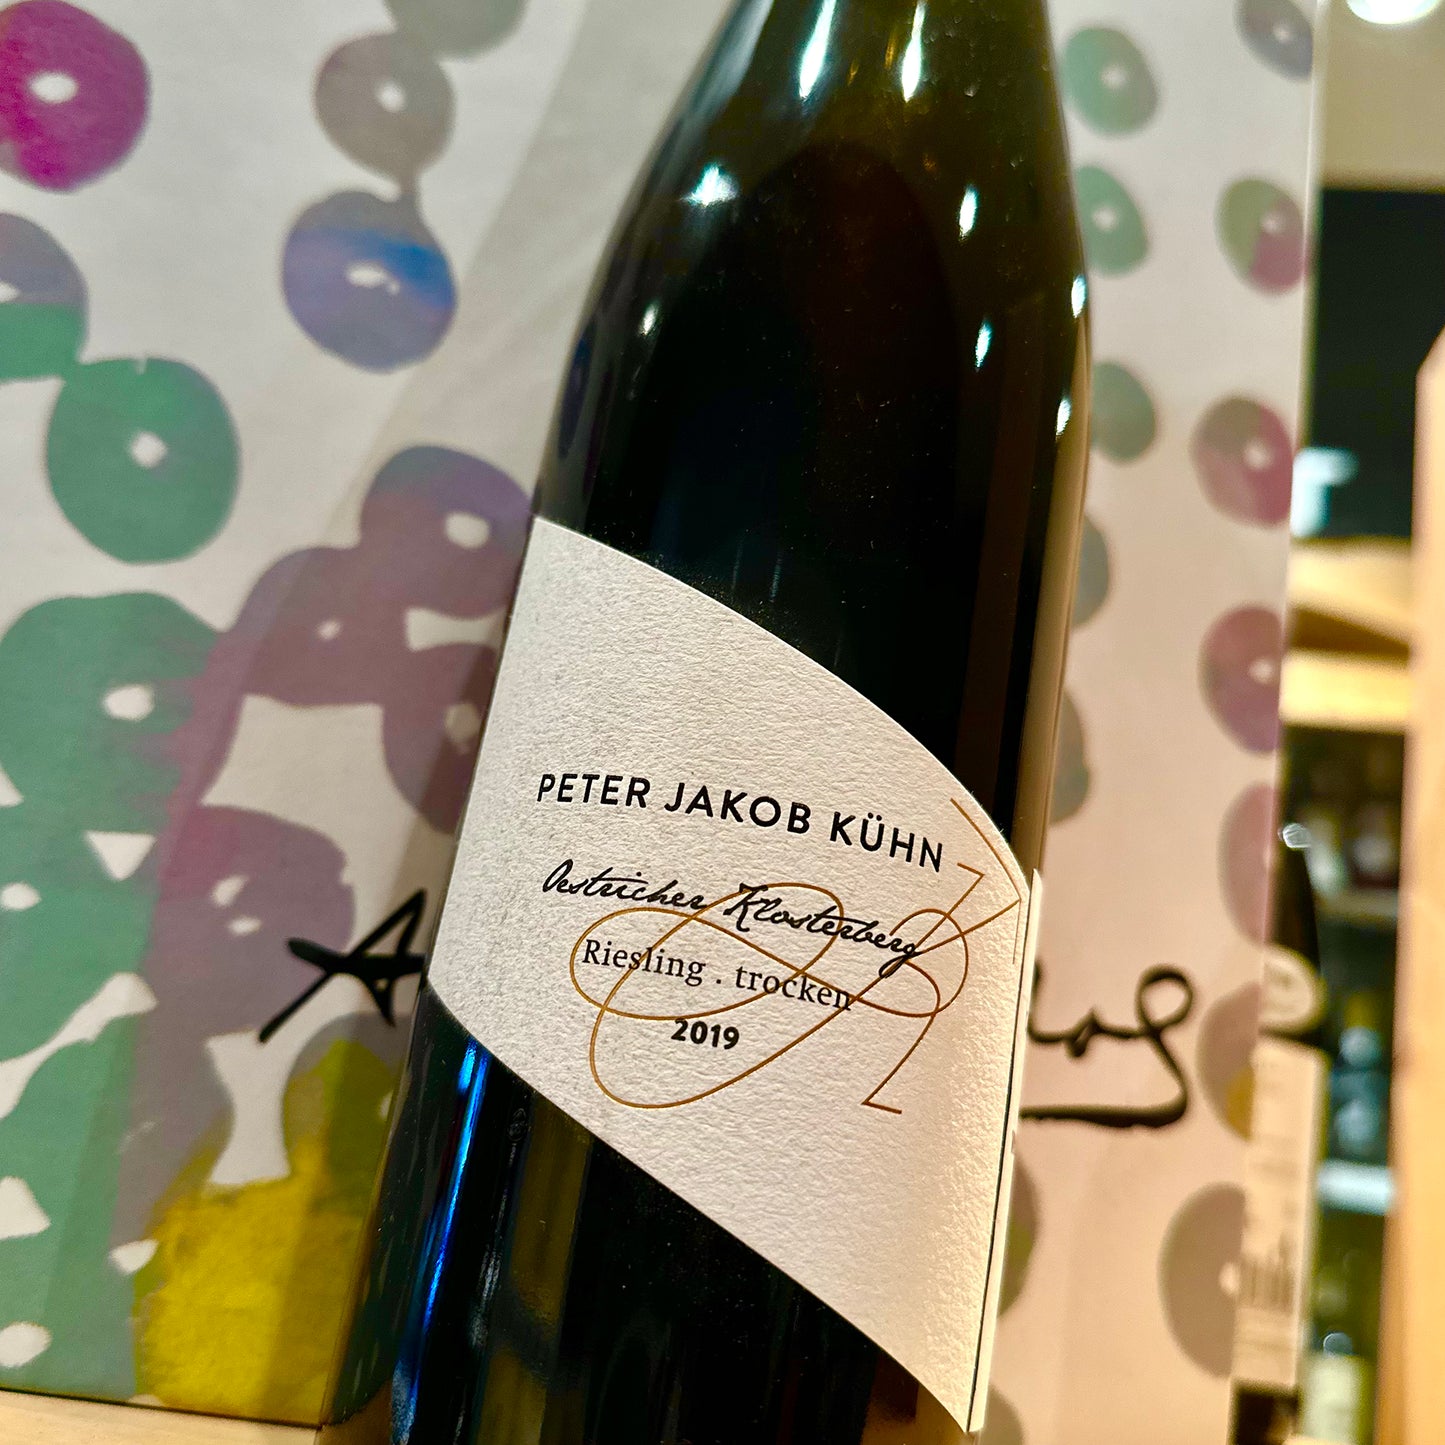 PETER JAKOB KÜHN
Oestricher Klosterberg
Riesling . trocken
2019